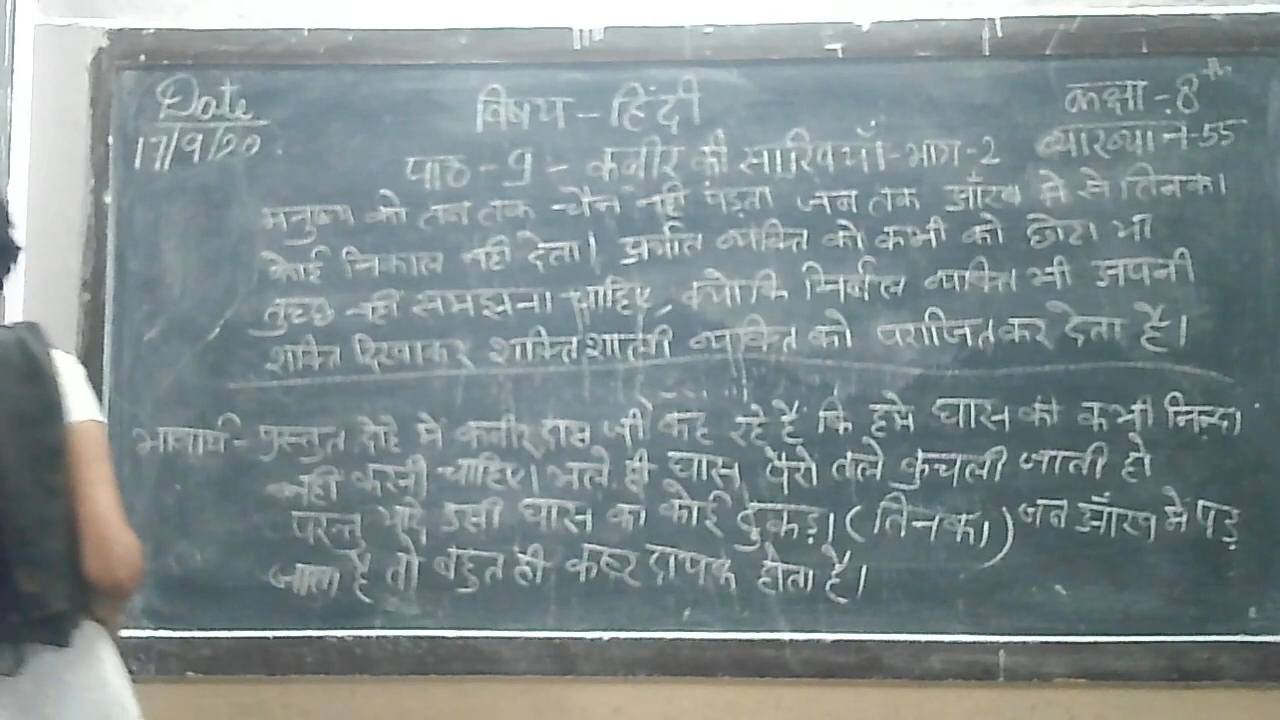 Date
विषय - हिंदी
कक्षा - 8th
17/9/20.
व्याख्यान-55
पाठ - 9 - कबीर की साखियाँ-भाग-2
मनुष्य को तब तक चैन नही पड़ता जब तक आँख में से तिनका
कोई निकाल नही देता। अर्थात व्यक्ति को कभी को छोटा भी
तुच्छ नही समझना चाहिए, क्योकि निर्बल व्यक्ति भी अपनी
शक्ति दिखाकर शक्तिशाली व्यक्ति को पराजित कर देता है।
भावार्थ - प्रस्तुत दोहे में कबीर दास जी कह रहे है कि हमे घास की कभी निन्दा
नही करनी चाहिए। भले ही घास पैरो तले कुचली जाती हो
परन्तु यदि उसी घास का कोई टुकड़ा (तिनका) जब आँख में पड़
जाता है तो बहुत ही कष्ट दायक होता है।